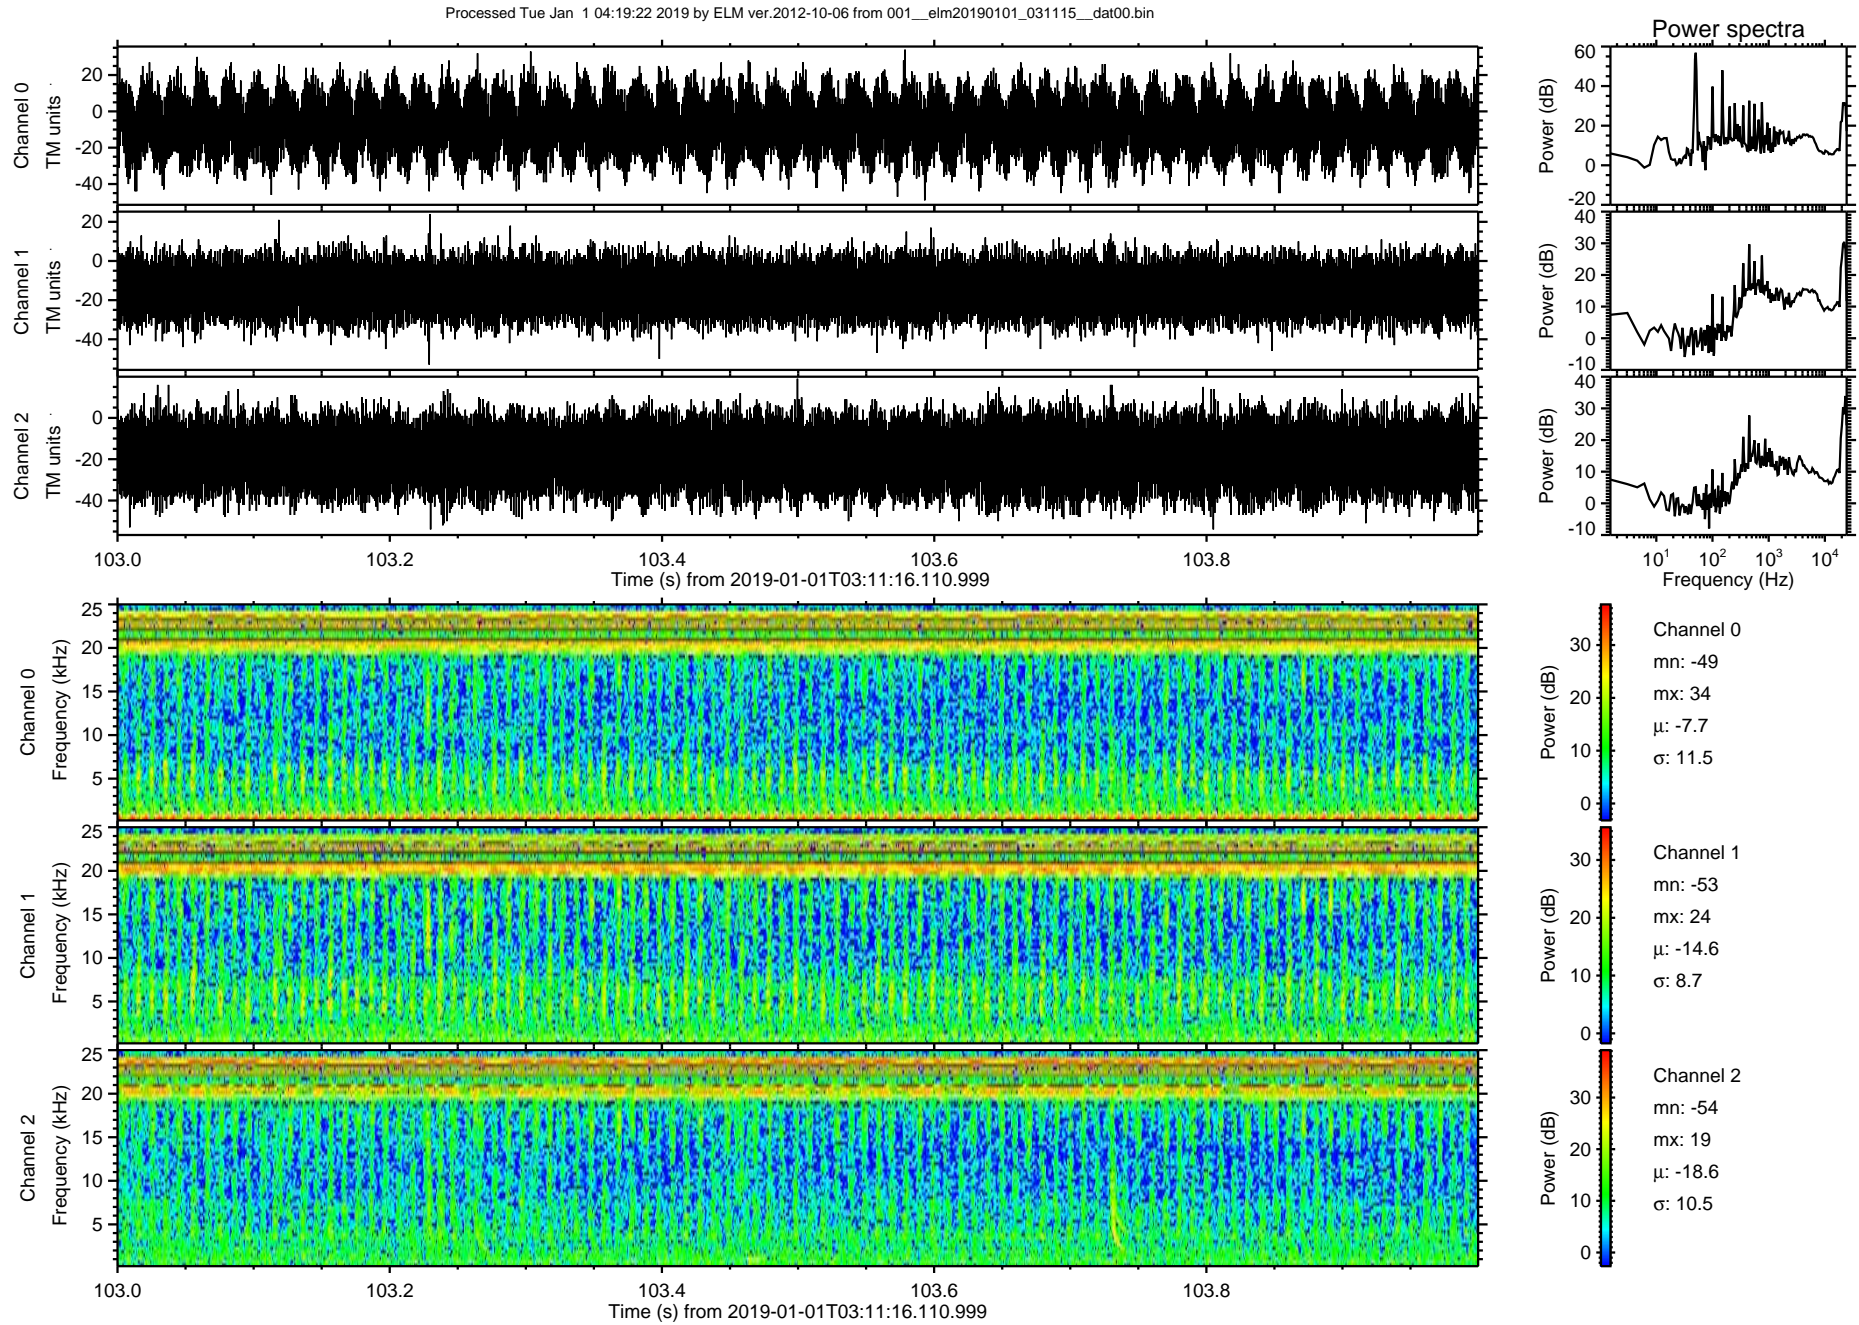 Processed Tue Jan  1 04:19:22 2019 by ELM ver.2012-10-06 from 001__elm20190101_031115__dat00.bin
Power spectra
Channel 0
TM units
20
0
-20
-40
Power (dB)
60
40
20
0
-20
Channel 1
TM units
20
0
-20
-40
Power (dB)
40
30
20
10
0
-10
Channel 2
TM units
0
-20
-40
Power (dB)
40
30
20
10
0
-10
103.0 103.2 103.4 103.6 103.8
Time (s) from 2019-01-01T03:11:16.110.999
10¹ 10² 10³ 10⁴
Frequency (Hz)
Channel 0
Frequency (kHz)
25
20
15
10
5
Power (dB)
30
20
10
0
Channel 0
mn: -49
mx: 34
μ: -7.7
σ: 11.5
Channel 1
Frequency (kHz)
25
20
15
10
5
Power (dB)
30
20
10
0
Channel 1
mn: -53
mx: 24
μ: -14.6
σ: 8.7
Channel 2
Frequency (kHz)
25
20
15
10
5
Power (dB)
30
20
10
0
Channel 2
mn: -54
mx: 19
μ: -18.6
σ: 10.5
103.0 103.2 103.4 103.6 103.8
Time (s) from 2019-01-01T03:11:16.110.999